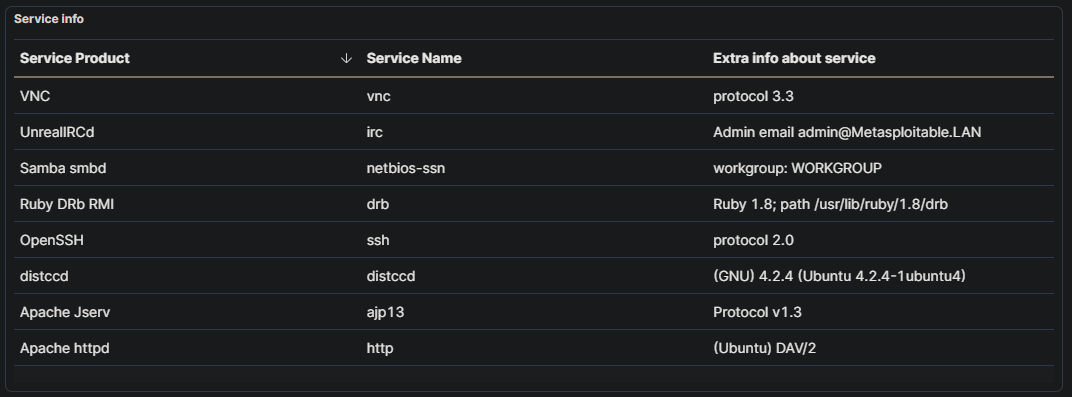 Service info
Service Product ↓ Service Name Extra info about service
VNC vnc protocol 3.3
UnrealIRCd irc Admin email admin@Metasploitable.LAN
Samba smbd netbios-ssn workgroup: WORKGROUP
Ruby DRb RMI drb Ruby 1.8; path /usr/lib/ruby/1.8/drb
OpenSSH ssh protocol 2.0
distccd distccd (GNU) 4.2.4 (Ubuntu 4.2.4-1ubuntu4)
Apache Jserv ajp13 Protocol v1.3
Apache httpd http (Ubuntu) DAV/2